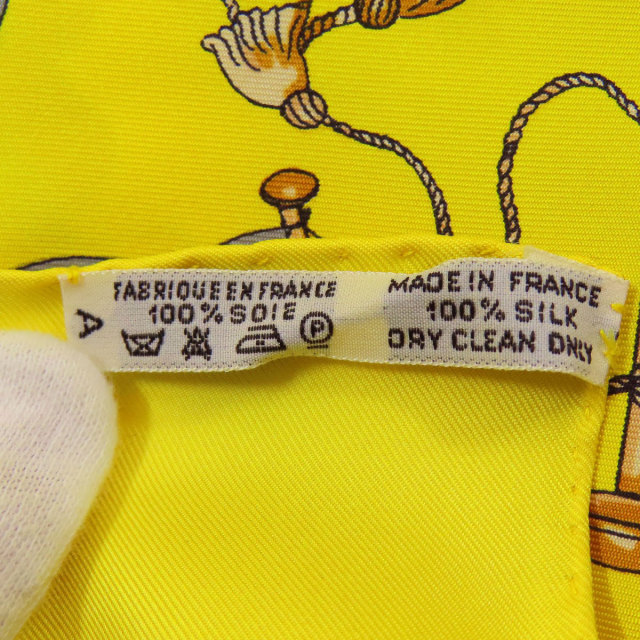 FABRIQUE EN FRANCE
100% SOIE
A
P
MADE IN FRANCE
100% SILK
DRY CLEAN ONLY